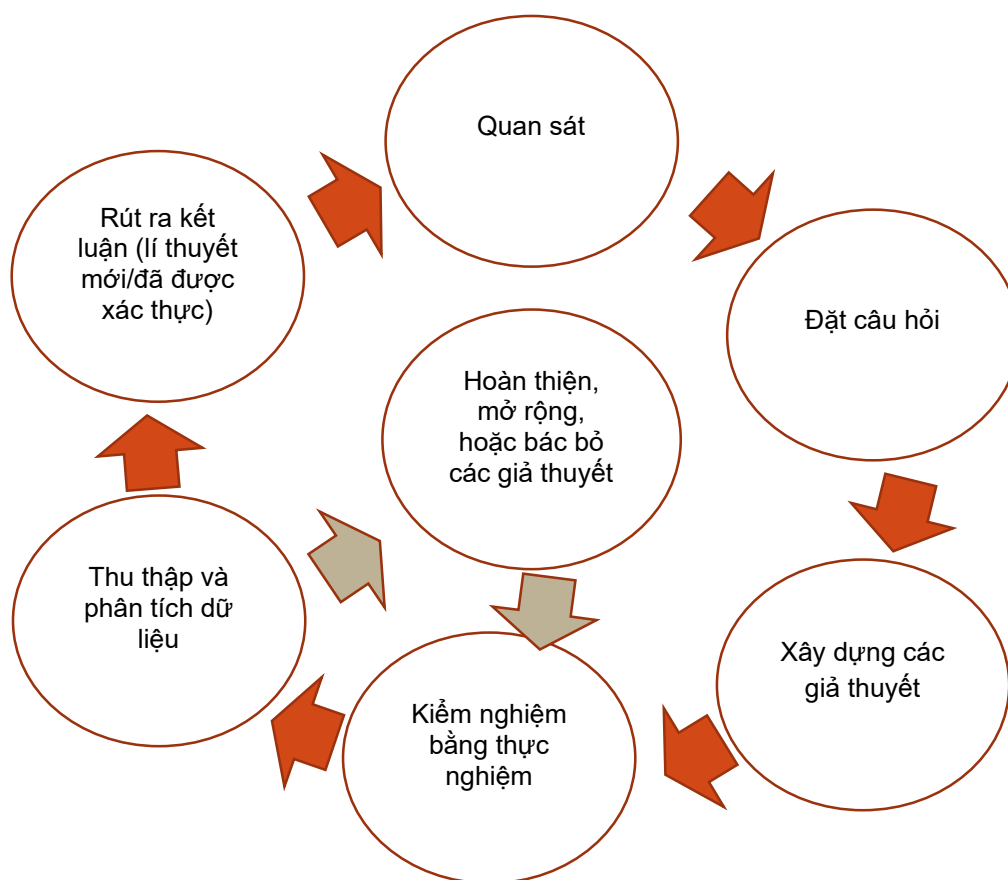 Quan sát
Đặt câu hỏi
Xây dựng các
giả thuyết
Kiểm nghiệm
bằng thực
nghiệm
Thu thập và
phân tích dữ
liệu
Rút ra kết
luận (lí thuyết
mới/đã được
xác thực)
Hoàn thiện,
mở rộng,
hoặc bác bỏ
các giả thuyết